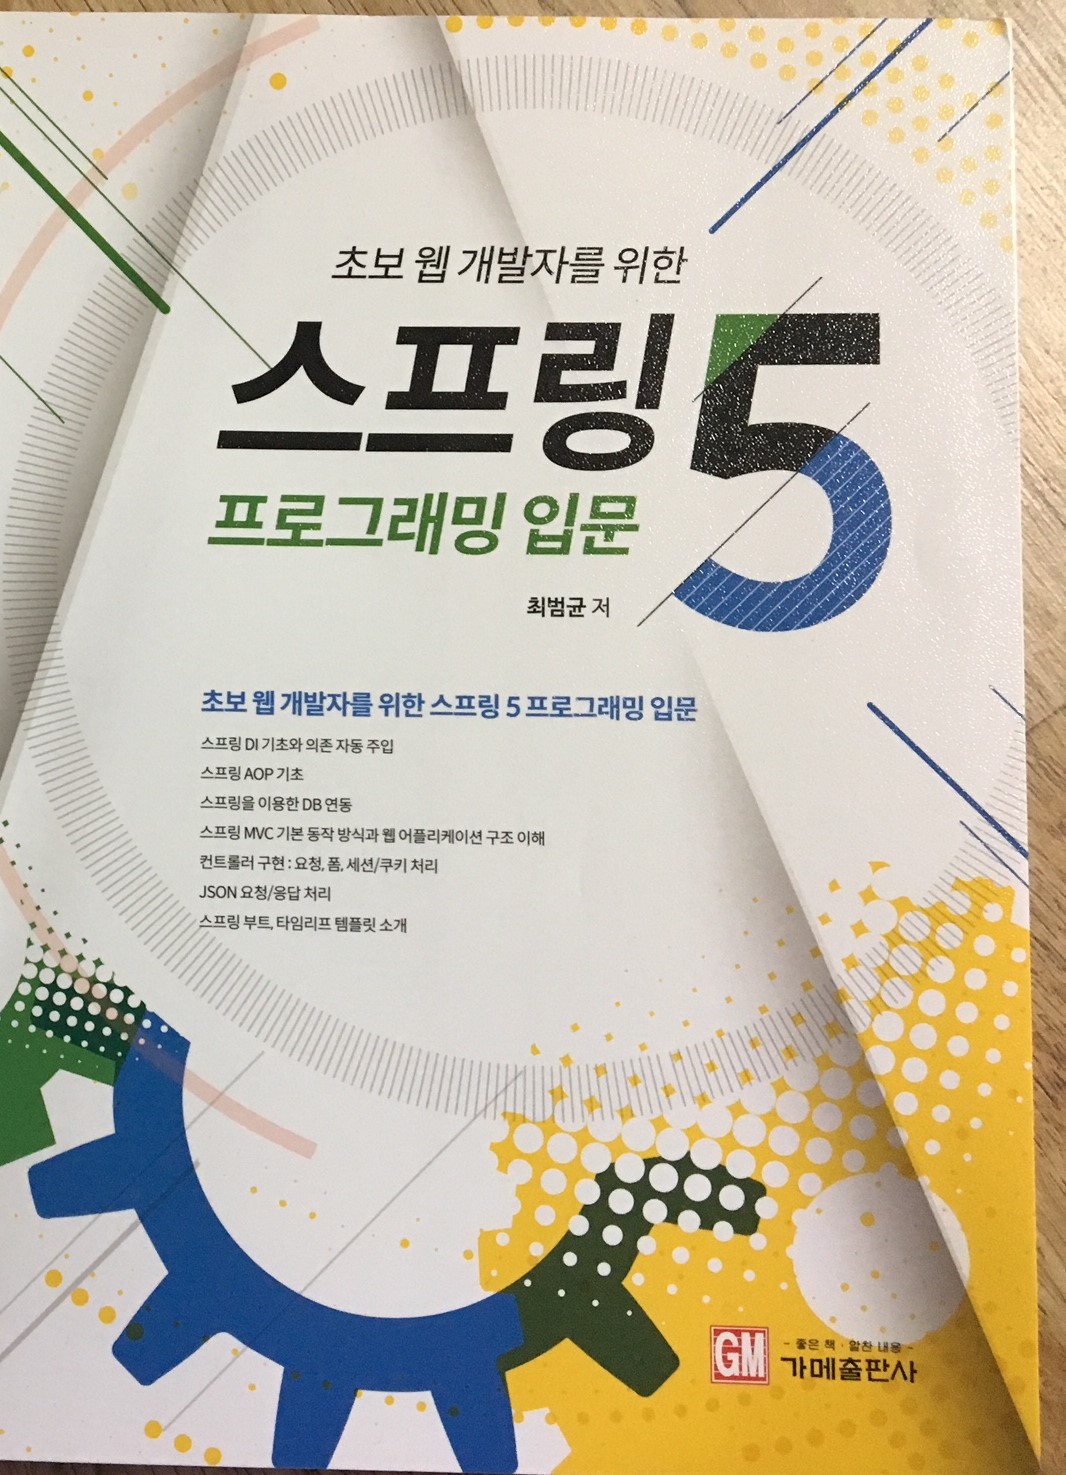 초보 웹 개발자를 위한
스프링5
프로그래밍 입문
최범균 저
초보 웹 개발자를 위한 스프링 5 프로그래밍 입문
스프링 DI 기초와 의존 자동 주입
스프링 AOP 기초
스프링을 이용한 DB 연동
스프링 MVC 기본 동작 방식과 웹 어플리케이션 구조 이해
컨트롤러 구현 : 요청, 폼, 세션/쿠키 처리
JSON 요청/응답 처리
스프링 부트, 타임리프 템플릿 소개
GM
- 좋은 책 · 알찬 내용 -
가메출판사